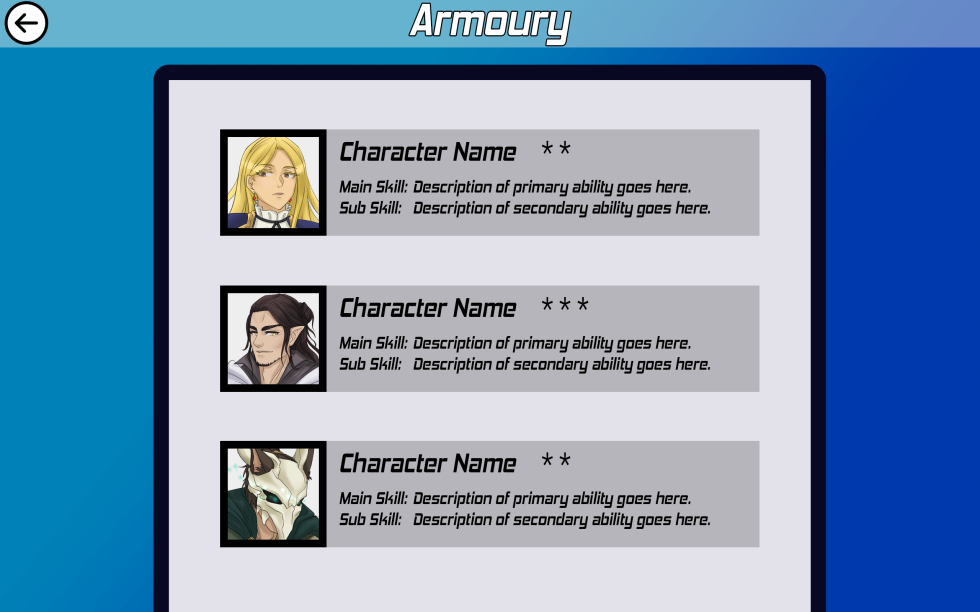 Armoury
Character Name **
Main Skill: Description of primary ability goes here.
Sub Skill: Description of secondary ability goes here.
Character Name ***
Main Skill: Description of primary ability goes here.
Sub Skill: Description of secondary ability goes here.
Character Name **
Main Skill: Description of primary ability goes here.
Sub Skill: Description of secondary ability goes here.